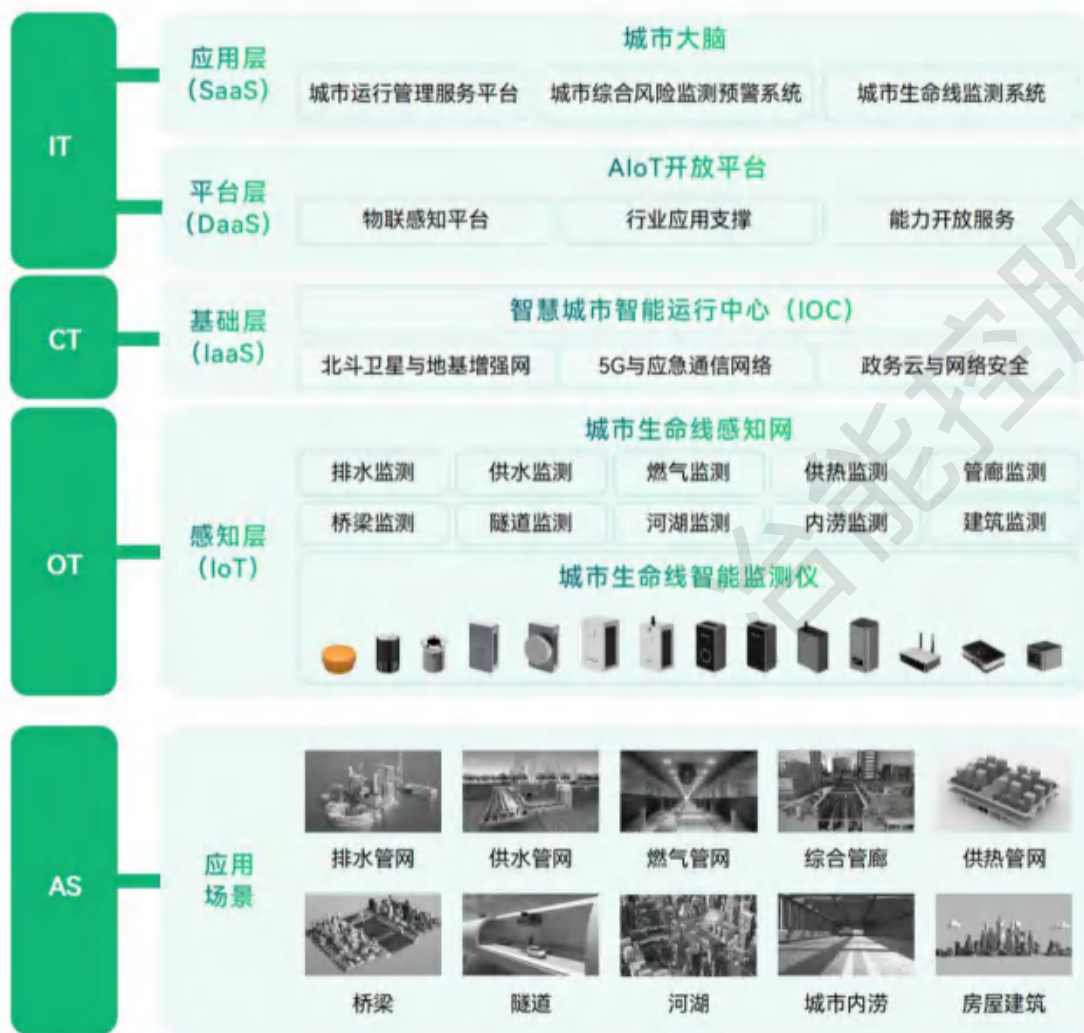 IT
应用层
(SaaS)
城市大脑
城市运行管理服务平台 城市综合风险监测预警系统 城市生命线监测系统
平台层
(DaaS)
AIoT开放平台
物联感知平台 行业应用支撑 能力开放服务
CT
基础层
(IaaS)
智慧城市智能运行中心（IOC）
北斗卫星与地基增强网 5G与应急通信网络 政务云与网络安全
OT
感知层
(IoT)
城市生命线感知网
排水监测 供水监测 燃气监测 供热监测 管廊监测
桥梁监测 隧道监测 河湖监测 内涝监测 建筑监测
城市生命线智能监测仪
AS
应用
场景
排水管网 供水管网 燃气管网 综合管廊 供热管网
桥梁 隧道 河湖 城市内涝 房屋建筑
能控股